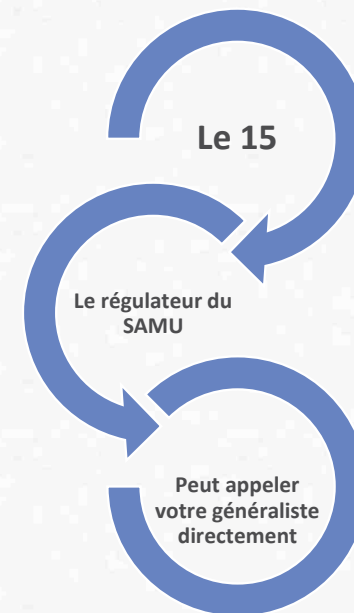 Le 15
Le régulateur du
SAMU
Peut appeler
votre généraliste
directement